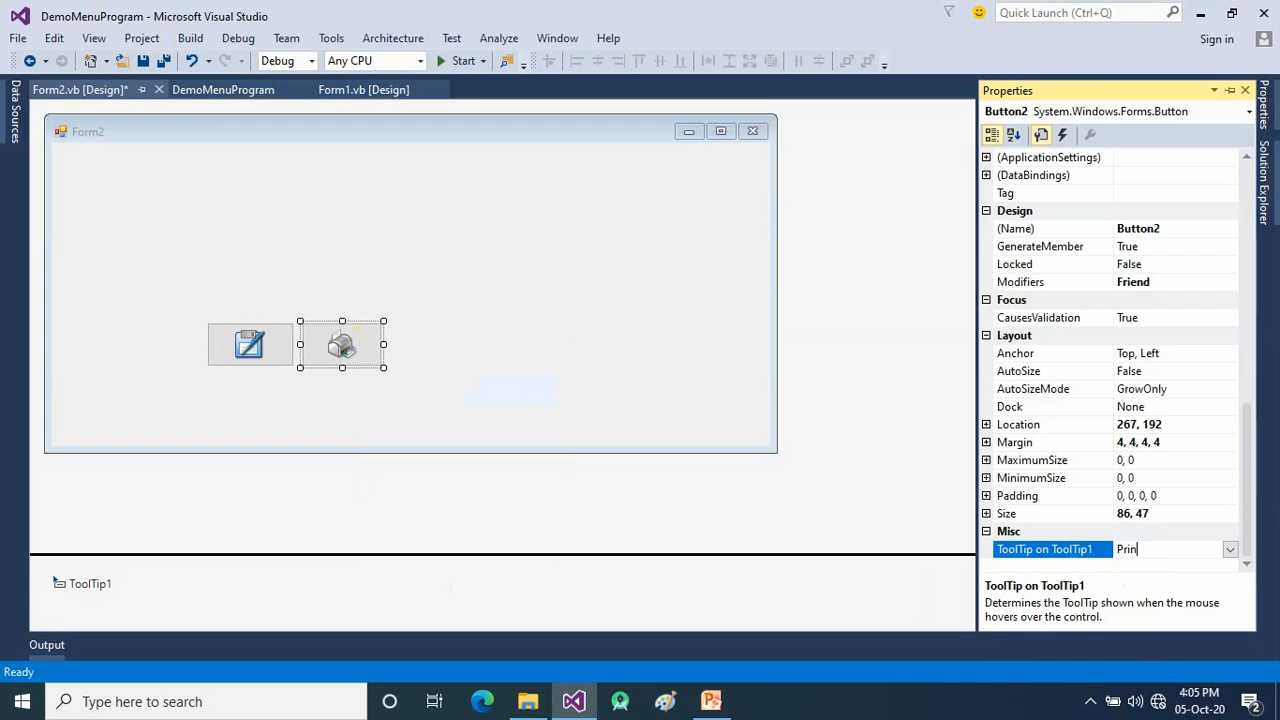 DemoMenuProgram - Microsoft Visual Studio
Quick Launch (Ctrl+Q)
File Edit View Project Build Debug Team Tools Architecture Test Analyze Window Help
Sign in
Debug Any CPU Start
Form2.vb [Design]* DemoMenuProgram Form1.vb [Design]
Data Sources
Form2
ToolTip1
Properties
Button2 System.Windows.Forms.Button
(ApplicationSettings)
(DataBindings)
Tag
Design
(Name) Button2
GenerateMember True
Locked False
Modifiers Friend
Focus
CausesValidation True
Layout
Anchor Top, Left
AutoSize False
AutoSizeMode GrowOnly
Dock None
Location 267, 192
Margin 4, 4, 4, 4
MaximumSize 0, 0
MinimumSize 0, 0
Padding 0, 0, 0, 0
Size 86, 47
Misc
ToolTip on ToolTip1 Prin
ToolTip on ToolTip1
Determines the ToolTip shown when the mouse
hovers over the control.
Properties
Solution Explorer
Output
Ready
Type here to search
4:05 PM
05-Oct-20
2